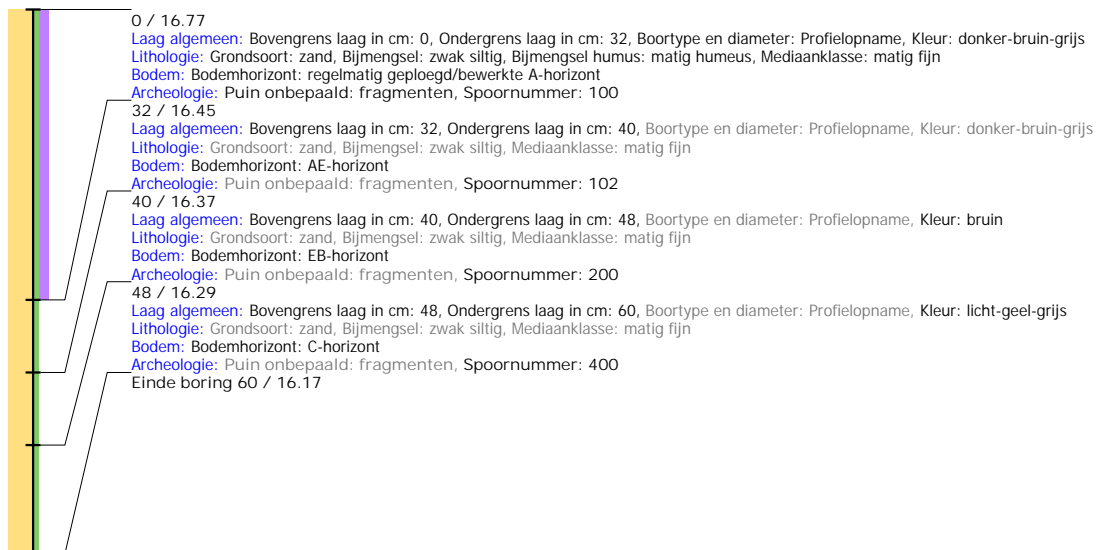 0 / 16.77
Laag algemeen: Bovengrens laag in cm: 0, Ondergrens laag in cm: 32, Boortype en diameter: Profielopname, Kleur: donker-bruin-grijs
Lithologie: Grondsoort: zand, Bijmengsel: zwak siltig, Bijmengsel humus: matig humeus, Mediaanklasse: matig fijn
Bodem: Bodemhorizont: regelmatig geploegd/bewerkte A-horizont
Archeologie: Puin onbepaald: fragmenten, Spoornummer: 100
32 / 16.45
Laag algemeen: Bovengrens laag in cm: 32, Ondergrens laag in cm: 40, Boortype en diameter: Profielopname, Kleur: donker-bruin-grijs
Lithologie: Grondsoort: zand, Bijmengsel: zwak siltig, Mediaanklasse: matig fijn
Bodem: Bodemhorizont: AE-horizont
Archeologie: Puin onbepaald: fragmenten, Spoornummer: 102
40 / 16.37
Laag algemeen: Bovengrens laag in cm: 40, Ondergrens laag in cm: 48, Boortype en diameter: Profielopname, Kleur: bruin
Lithologie: Grondsoort: zand, Bijmengsel: zwak siltig, Mediaanklasse: matig fijn
Bodem: Bodemhorizont: EB-horizont
Archeologie: Puin onbepaald: fragmenten, Spoornummer: 200
48 / 16.29
Laag algemeen: Bovengrens laag in cm: 48, Ondergrens laag in cm: 60, Boortype en diameter: Profielopname, Kleur: licht-geel-grijs
Lithologie: Grondsoort: zand, Bijmengsel: zwak siltig, Mediaanklasse: matig fijn
Bodem: Bodemhorizont: C-horizont
Archeologie: Puin onbepaald: fragmenten, Spoornummer: 400
Einde boring 60 / 16.17